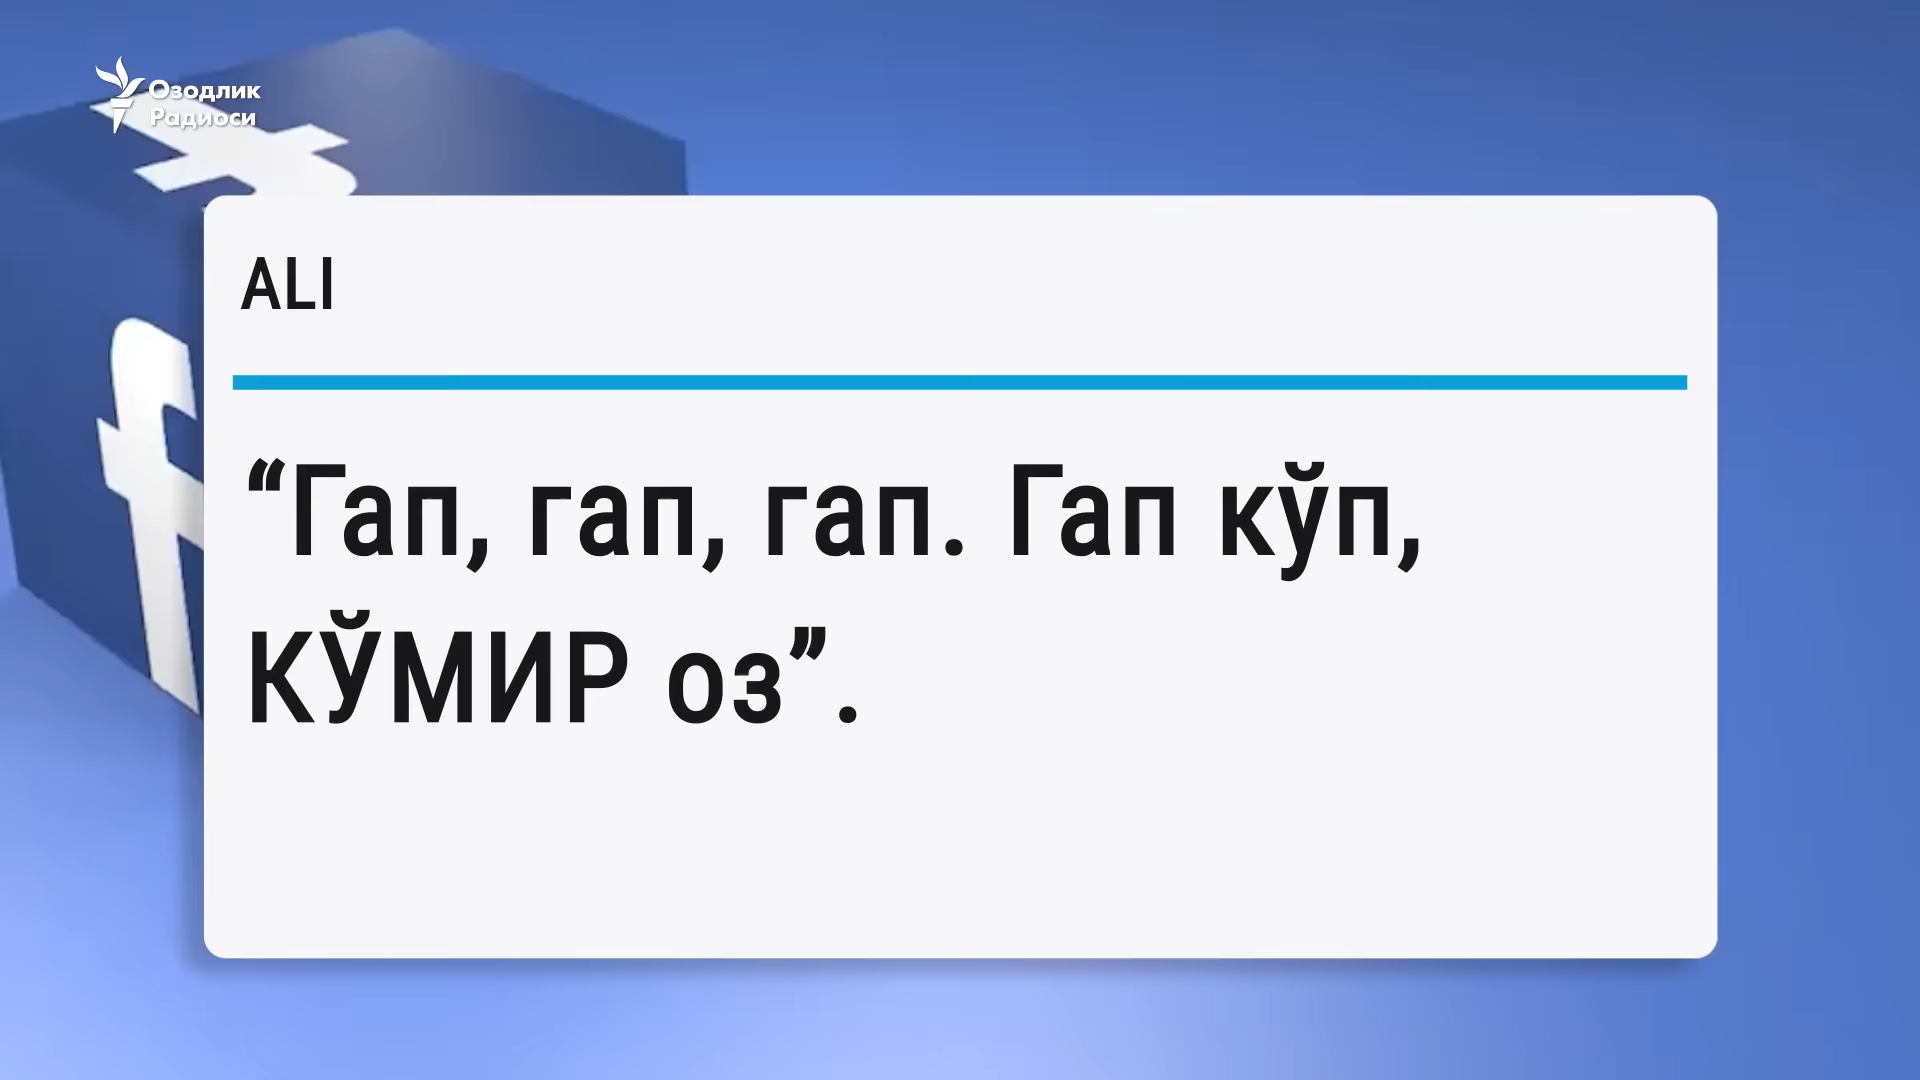 Озодлик
Радиоси
ALI
“Гап, гап, гап. Гап кўп,
КЎМИР оз”.